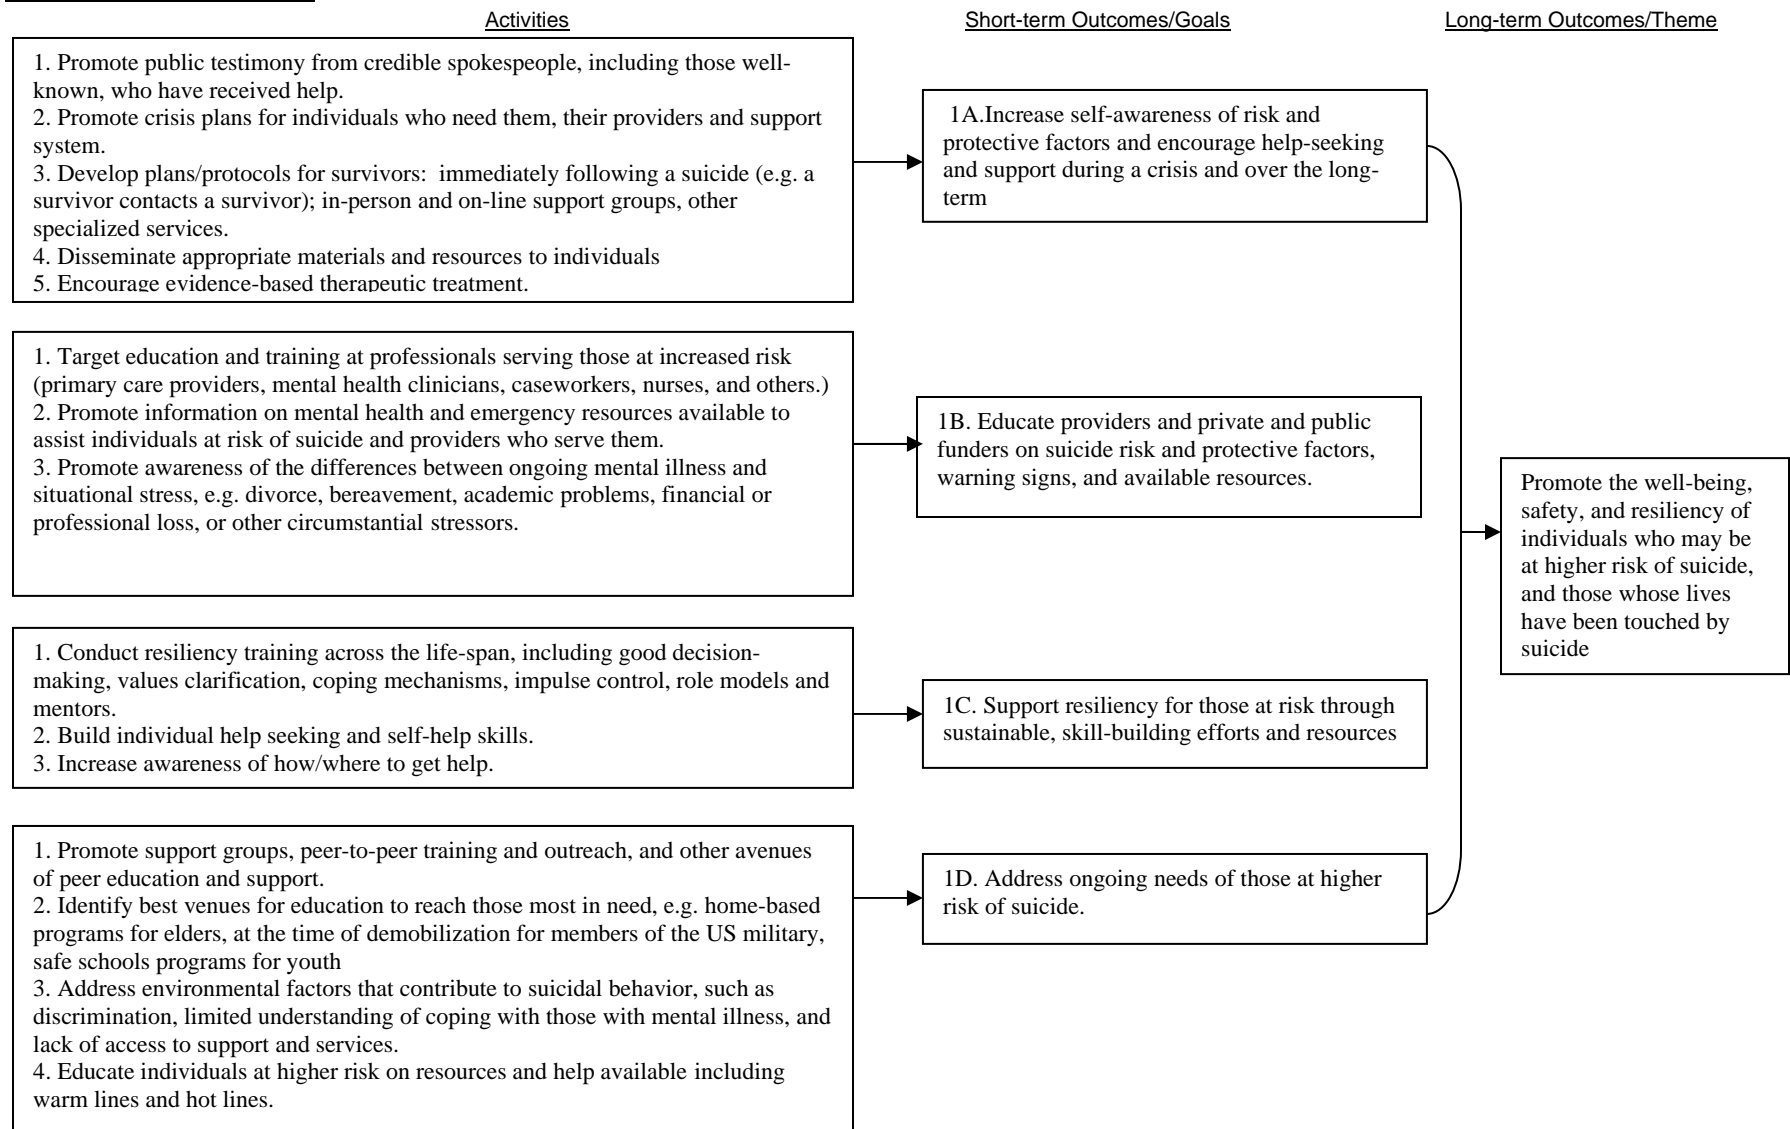 Activities
Short-term Outcomes/Goals
Long-term Outcomes/Theme
1. Promote public testimony from credible spokespeople, including those well-
known, who have received help.
2. Promote crisis plans for individuals who need them, their providers and support
system.
3. Develop plans/protocols for survivors:  immediately following a suicide (e.g. a
survivor contacts a survivor); in-person and on-line support groups, other
specialized services.
4. Disseminate appropriate materials and resources to individuals
5. Encourage evidence-based therapeutic treatment.
1A.Increase self-awareness of risk and
protective factors and encourage help-seeking
and support during a crisis and over the long-
term
1. Target education and training at professionals serving those at increased risk
(primary care providers, mental health clinicians, caseworkers, nurses, and others.)
2. Promote information on mental health and emergency resources available to
assist individuals at risk of suicide and providers who serve them.
3. Promote awareness of the differences between ongoing mental illness and
situational stress, e.g. divorce, bereavement, academic problems, financial or
professional loss, or other circumstantial stressors.
1B. Educate providers and private and public
funders on suicide risk and protective factors,
warning signs, and available resources.
Promote the well-being,
safety, and resiliency of
individuals who may be
at higher risk of suicide,
and those whose lives
have been touched by
suicide
1. Conduct resiliency training across the life-span, including good decision-
making, values clarification, coping mechanisms, impulse control, role models and
mentors.
2. Build individual help seeking and self-help skills.
3. Increase awareness of how/where to get help.
1C. Support resiliency for those at risk through
sustainable, skill-building efforts and resources
1. Promote support groups, peer-to-peer training and outreach, and other avenues
of peer education and support.
2. Identify best venues for education to reach those most in need, e.g. home-based
programs for elders, at the time of demobilization for members of the US military,
safe schools programs for youth
3. Address environmental factors that contribute to suicidal behavior, such as
discrimination, limited understanding of coping with those with mental illness, and
lack of access to support and services.
4. Educate individuals at higher risk on resources and help available including
warm lines and hot lines.
1D. Address ongoing needs of those at higher
risk of suicide.